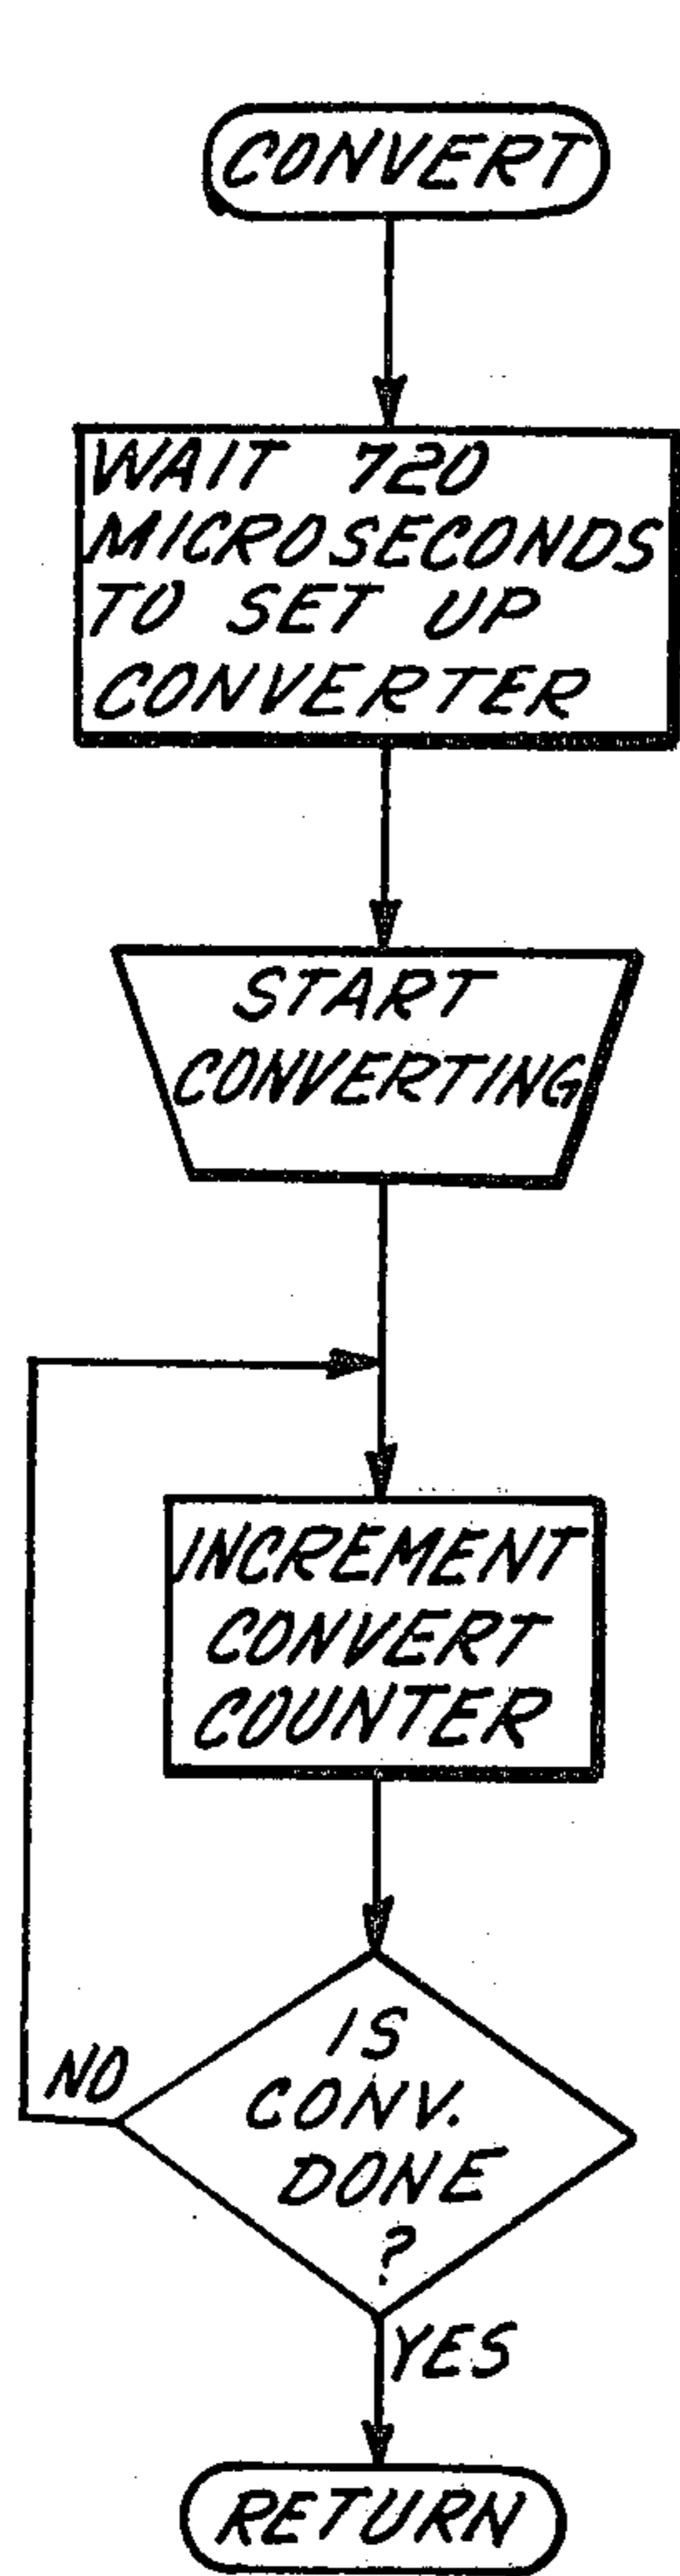 CONVERT
WAIT 720
MICROSECONDS
TO SET UP
CONVERTER
START
CONVERTING
INCREMENT
CONVERT
COUNTER
IS
CONV.
DONE
?
NO
YES
RETURN